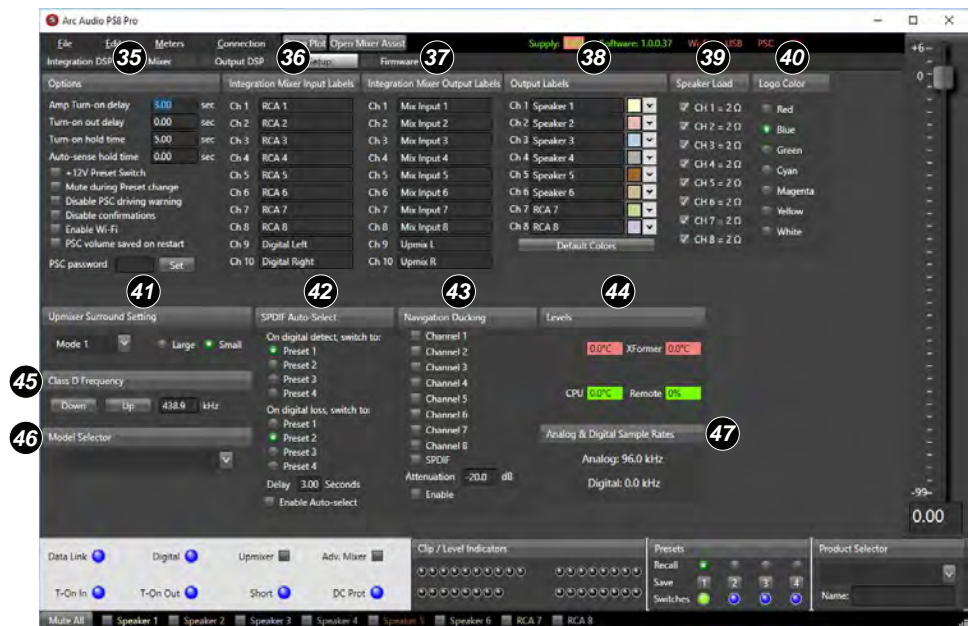 Arc Audio PS8 Pro
File Edit Meters Connection Plot Open Mixer Assist Supply: Software: 1.0.0.37 USB PSC
+6-
Integration DSP 35 Mixer Output DSP 36 Setup Firmware 37 38 39 40
0
Options
Amp Turn-on delay 3.00 sec
Turn-on out delay 0.00 sec
Turn-on hold time 5.00 sec
Auto-sense hold time 0.00 sec
+12V Preset Switch
Mute during Preset change
Disable PSC driving warning
Disable confirmations
Enable Wi-Fi
PSC volume saved on restart
PSC password Set
Integration Mixer Input Labels
Ch 1 RCA 1
Ch 2 RCA 2
Ch 3 RCA 3
Ch 4 RCA 4
Ch 5 RCA 5
Ch 6 RCA 6
Ch 7 RCA 7
Ch 8 RCA 8
Ch 9 Digital Left
Ch 10 Digital Right
Integration Mixer Output Labels
Ch 1 Mix Input 1
Ch 2 Mix Input 2
Ch 3 Mix Input 3
Ch 4 Mix Input 4
Ch 5 Mix Input 5
Ch 6 Mix Input 6
Ch 7 Mix Input 7
Ch 8 Mix Input 8
Ch 9 Upmix L
Ch 10 Upmix R
Output Labels
Ch 1 Speaker 1
Ch 2 Speaker 2
Ch 3 Speaker 3
Ch 4 Speaker 4
Ch 5 Speaker 5
Ch 6 Speaker 6
Ch 7 RCA 7
Ch 8 RCA 8
Default Colors
Speaker Load
CH 1 = 2 Ω
CH 2 = 2 Ω
CH 3 = 2 Ω
CH 4 = 2 Ω
CH 5 = 2 Ω
CH 6 = 2 Ω
CH 7 = 2 Ω
CH 8 = 2 Ω
Logo Color
Red
Blue
Green
Cyan
Magenta
Yellow
White
41 42 43 44
Upmixer Surround Setting
Mode 1 Large Small
45
Class D Frequency
Down Up 438.9 kHz
46
Model Selector
SPDIF Auto-Select
On digital detect, switch to:
Preset 1
Preset 2
Preset 3
Preset 4
On digital loss, switch to:
Preset 1
Preset 2
Preset 3
Preset 4
Delay 3.00 Seconds
Enable Auto-select
Navigation Ducking
Channel 1
Channel 2
Channel 3
Channel 4
Channel 5
Channel 6
Channel 7
Channel 8
SPDIF
Attenuation -20.0 dB
Enable
Levels
0.0°C XFormer 0.0°C
CPU 0.0°C Remote 0%
Analog & Digital Sample Rates 47
Analog: 96.0 kHz
Digital: 0.0 kHz
-99-
0.00
Data Link Digital Upmixer Adv. Mixer
T-On In T-On Out Short DC Prot
Clip / Level Indicators
Presets
Recall
Save 1 2 3 4
Switches
Product Selector
Name:
Mute All Speaker 1 Speaker 2 Speaker 3 Speaker 4 Speaker 5 Speaker 6 RCA 7 RCA 8